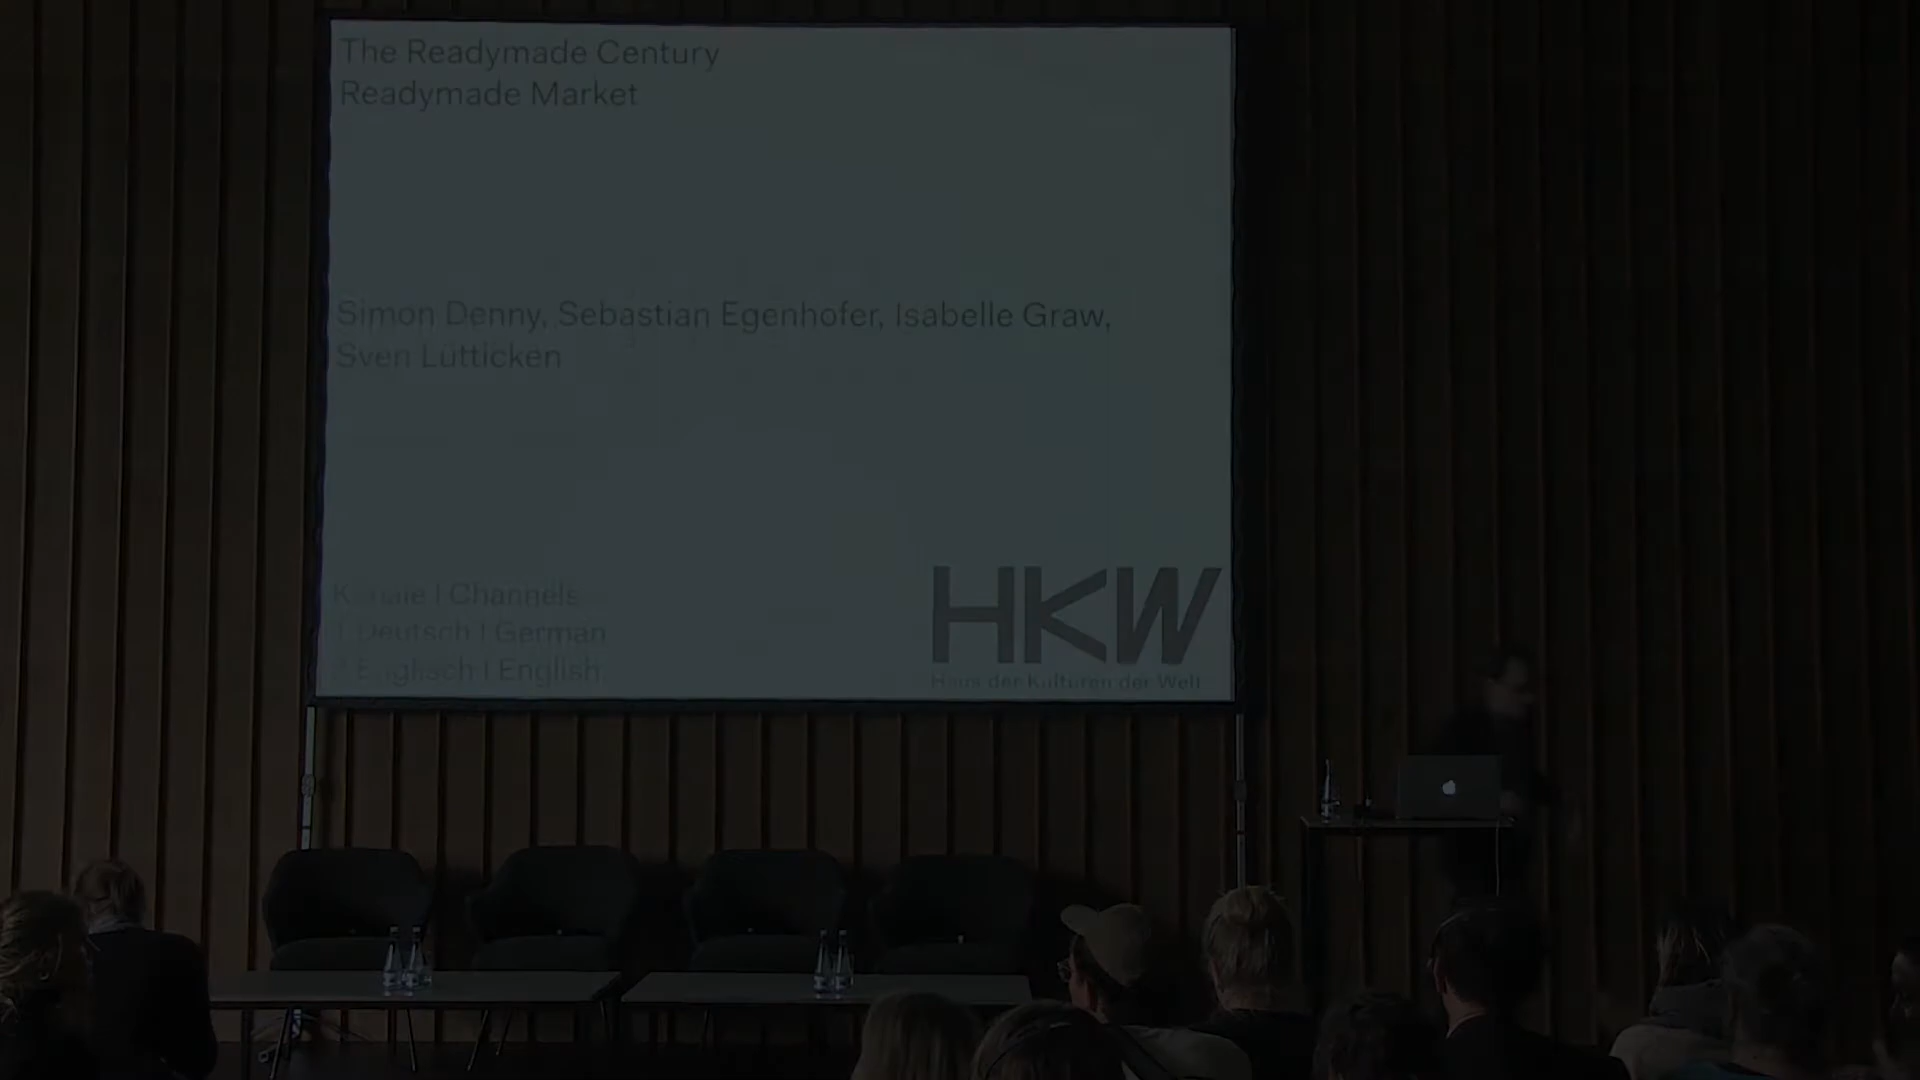 The Readymade Century
Readymade Market
Simon Denny, Sebastian Egenhofer, Isabelle Graw,
Sven Lütticken
Kanäle | Channels
1 Deutsch | German
2 Englisch | English
HKW
Haus der Kulturen der Welt